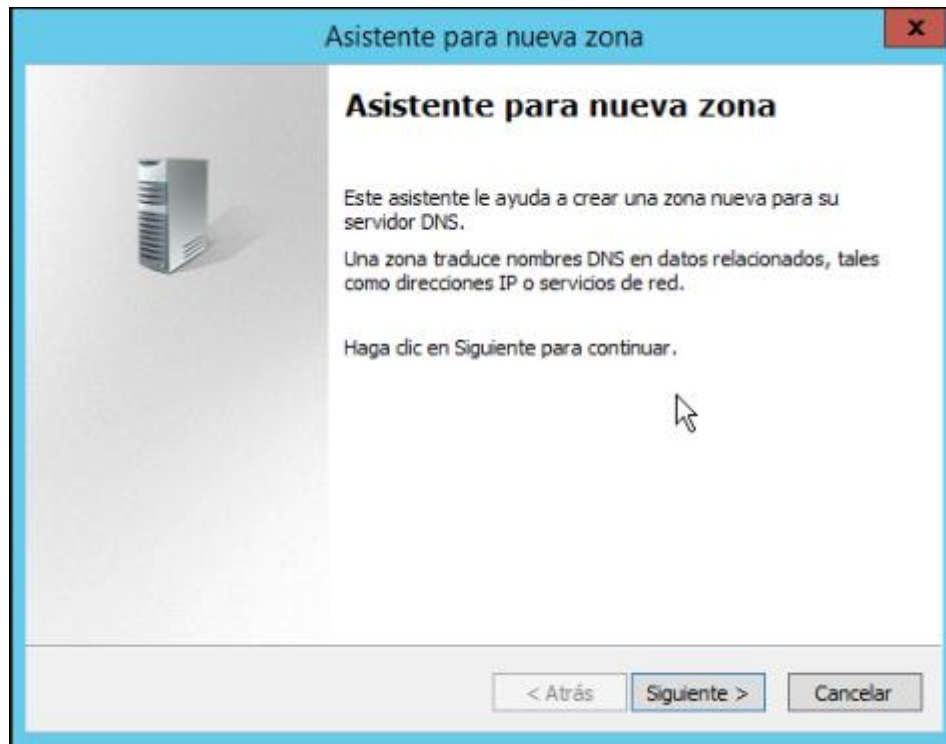 Asistente para nueva zona
x
Asistente para nueva zona
Este asistente le ayuda a crear una zona nueva para su
servidor DNS.
Una zona traduce nombres DNS en datos relacionados, tales
como direcciones IP o servicios de red.
Haga clic en Siguiente para continuar.
< Atrás Siguiente > Cancelar